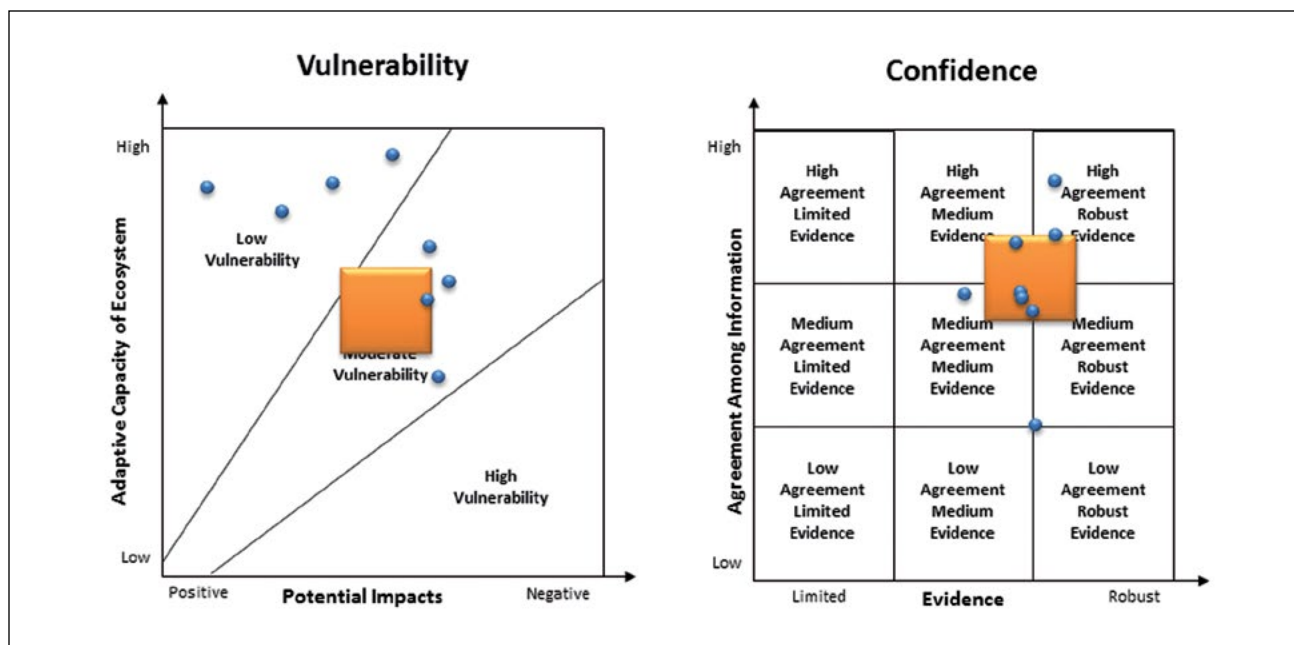 Vulnerability
High
Low
Vulnerability
Moderate
Vulnerability
High
Vulnerability
Low
Adaptive Capacity of Ecosystem
Positive
Potential Impacts
Negative
Confidence
High
High
Agreement
Limited
Evidence
High
Agreement
Medium
Evidence
High
Agreement
Robust
Evidence
Medium
Agreement
Limited
Evidence
Medium
Agreement
Medium
Evidence
Medium
Agreement
Robust
Evidence
Low
Agreement
Limited
Evidence
Low
Agreement
Medium
Evidence
Low
Agreement
Robust
Evidence
Low
Agreement Among Information
Limited
Evidence
Robust